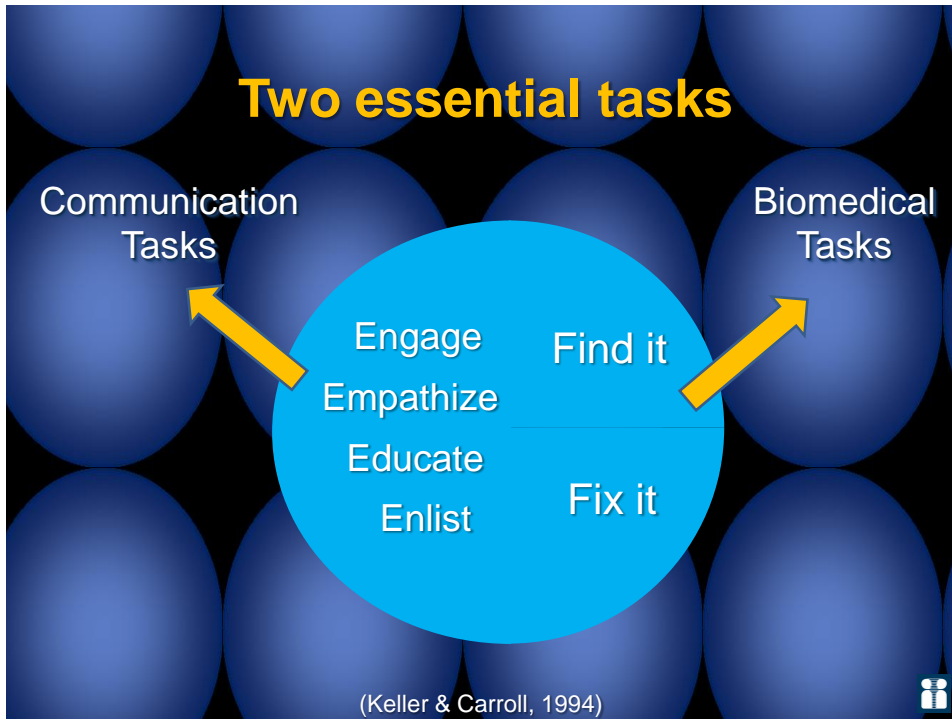 Two essential tasks
Communication
Tasks
Biomedical
Tasks
Engage
Empathize
Educate
Enlist
Find it
Fix it
(Keller & Carroll, 1994)